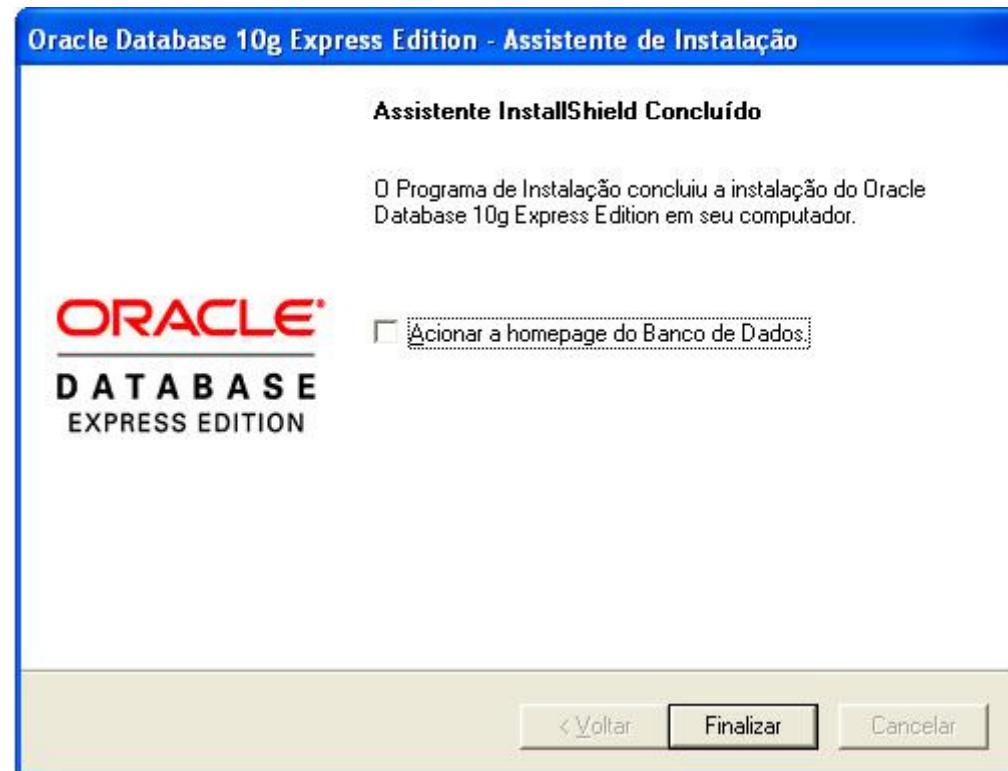 Oracle Database 10g Express Edition - Assistente de Instalação
Assistente InstallShield Concluído
O Programa de Instalação concluiu a instalação do Oracle
Database 10g Express Edition em seu computador.
ORACLE
DATABASE
EXPRESS EDITION
Acionar a homepage do Banco de Dados.
< Voltar
Finalizar
Cancelar